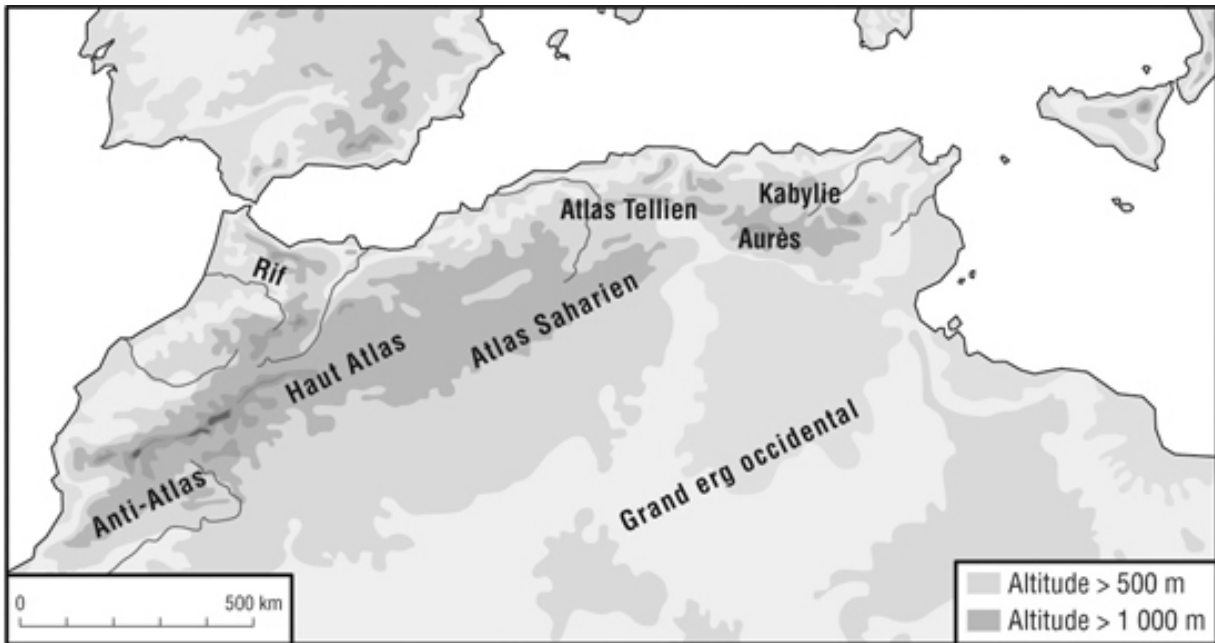 Kabylie
Atlas Tellien
Aurès
Rif
Atlas Saharien
Haut Atlas
Grand erg occidental
Anti-Atlas
0 500 km
Altitude > 500 m
Altitude > 1 000 m